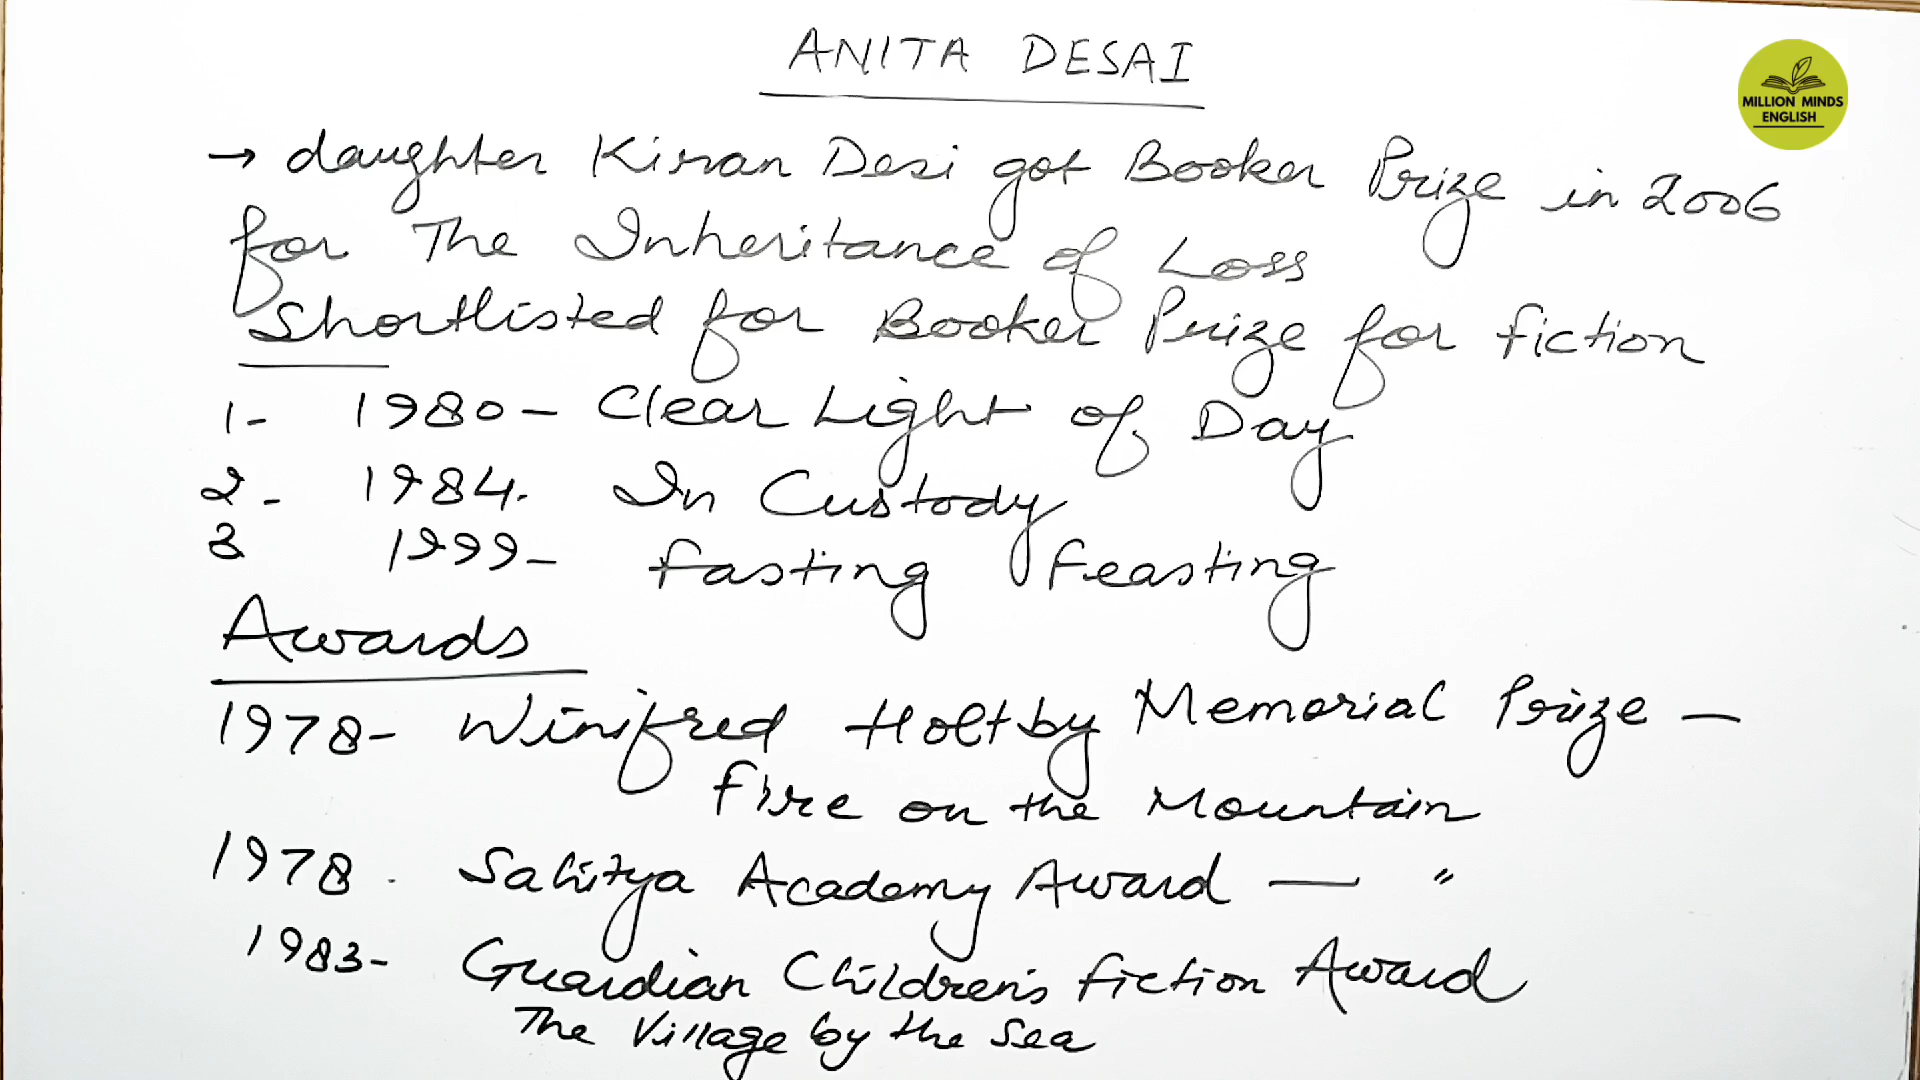 ANITA DESAI
MILLION MINDS
ENGLISH
→ daughter Kiran Desi got Booker Prize in 2006
for The Inheritance of Loss
Shortlisted for Booker Prize for fiction
1- 1980 - Clear Light of Day
2- 1984. In Custody
3 1999- Fasting Feasting
Awards
1978- Winifred Holtby Memorial Prize -
Fire on the Mountain
1978. Sahitya Academy Award — "
1983- Guardian Children's Fiction Award
The Village by the Sea